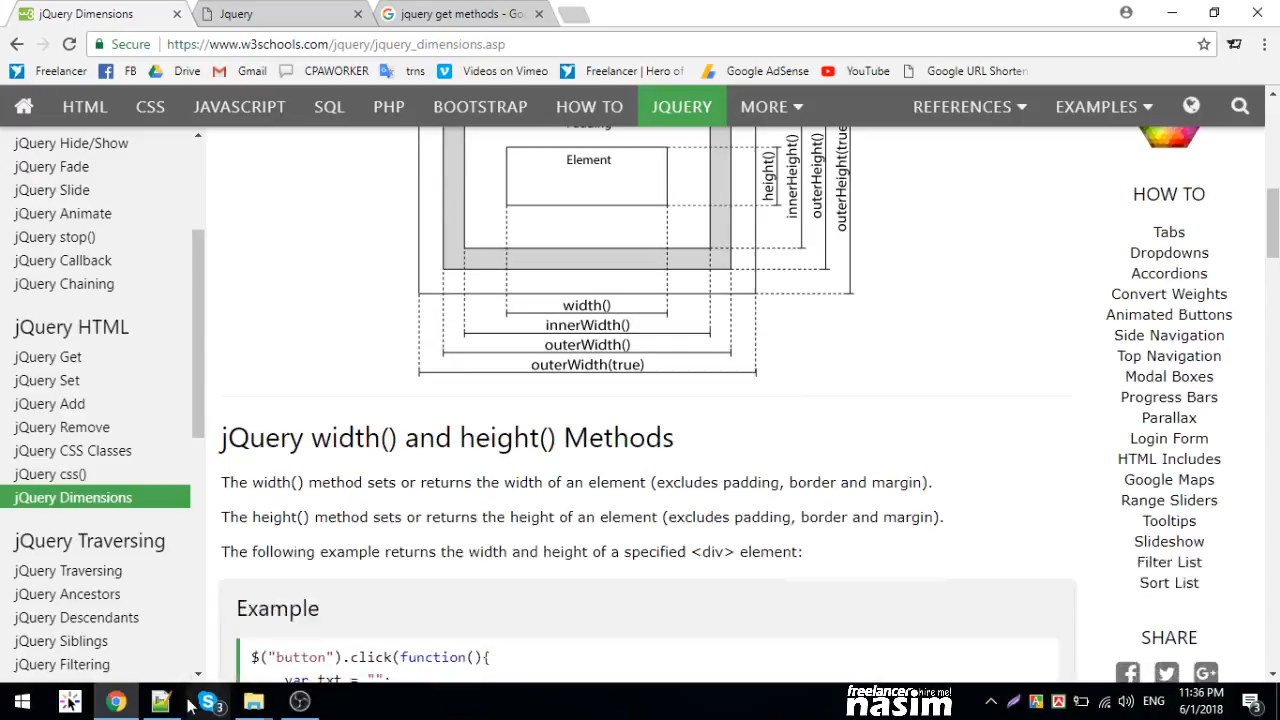 jQuery Dimensions
Jquery
jquery get methods - Goo
Secure
https://www.w3schools.com/jquery/jquery_dimensions.asp
Freelancer
FB
Drive
Gmail
CPAWORKER
trns
Videos on Vimeo
Freelancer | Hero of
Google AdSense
YouTube
Google URL Shorten
HTML
CSS
JAVASCRIPT
SQL
PHP
BOOTSTRAP
HOW TO
JQUERY
MORE
REFERENCES
EXAMPLES
jQuery Hide/Show
jQuery Fade
jQuery Slide
jQuery Animate
jQuery stop()
jQuery Callback
jQuery Chaining
jQuery HTML
jQuery Get
jQuery Set
jQuery Add
jQuery Remove
jQuery CSS Classes
jQuery css()
jQuery Dimensions
jQuery Traversing
jQuery Traversing
jQuery Ancestors
jQuery Descendants
jQuery Siblings
jQuery Filtering
Element
height()
innerHeight()
outerHeight()
outerHeight(true
width()
innerWidth()
outerWidth()
outerWidth(true)
jQuery width() and height() Methods
The width() method sets or returns the width of an element (excludes padding, border and margin).
The height() method sets or returns the height of an element (excludes padding, border and margin).
The following example returns the width and height of a specified <div> element:
Example
$("button").click(function(){
var txt = "";
HOW TO
Tabs
Dropdowns
Accordions
Convert Weights
Animated Buttons
Side Navigation
Top Navigation
Modal Boxes
Progress Bars
Parallax
Login Form
HTML Includes
Google Maps
Range Sliders
Tooltips
Slideshow
Filter List
Sort List
SHARE
3
freelancer hire me!
nasim
ENG
11:36 PM
6/1/2018
3